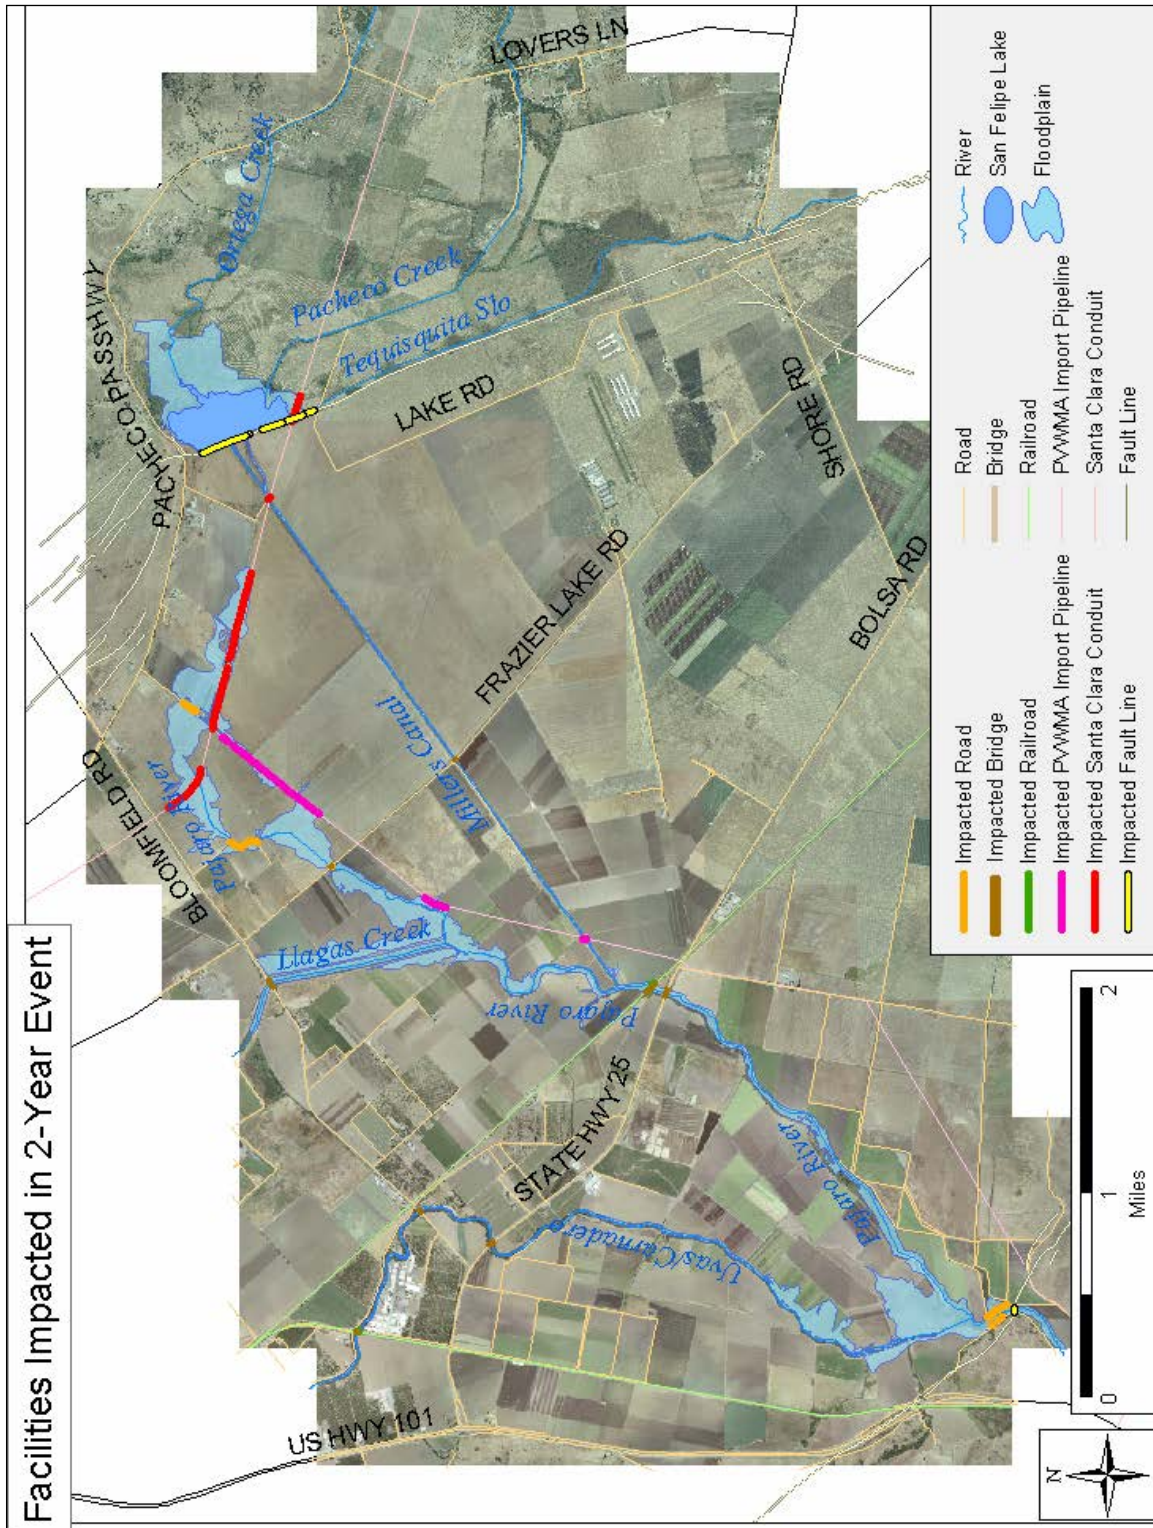 Facilities Impacted in 2-Year Event
PACHECO PASS HWY
BLOOMFIELD RD
LOVERS LN
Ortega Creek
Pacheco Creek
Tequisquita Slo
LAKE RD
Pajaro River
Llagas Creek
Millers Canal
FRAZIER LAKE RD
SHORE RD
BOLSA RD
Pajaro River
STATE HWY 25
US HWY 101
Uvas/Carnadero
Pajaro River
Pajaro River
N
0 1 2
Miles
Impacted Road
Impacted Bridge
Impacted Railroad
Impacted PVWMA Import Pipeline
Impacted Santa Clara Conduit
Impacted Fault Line
Road
Bridge
Railroad
PVWMA Import Pipeline
Santa Clara Conduit
Fault Line
River
San Felipe Lake
Floodplain